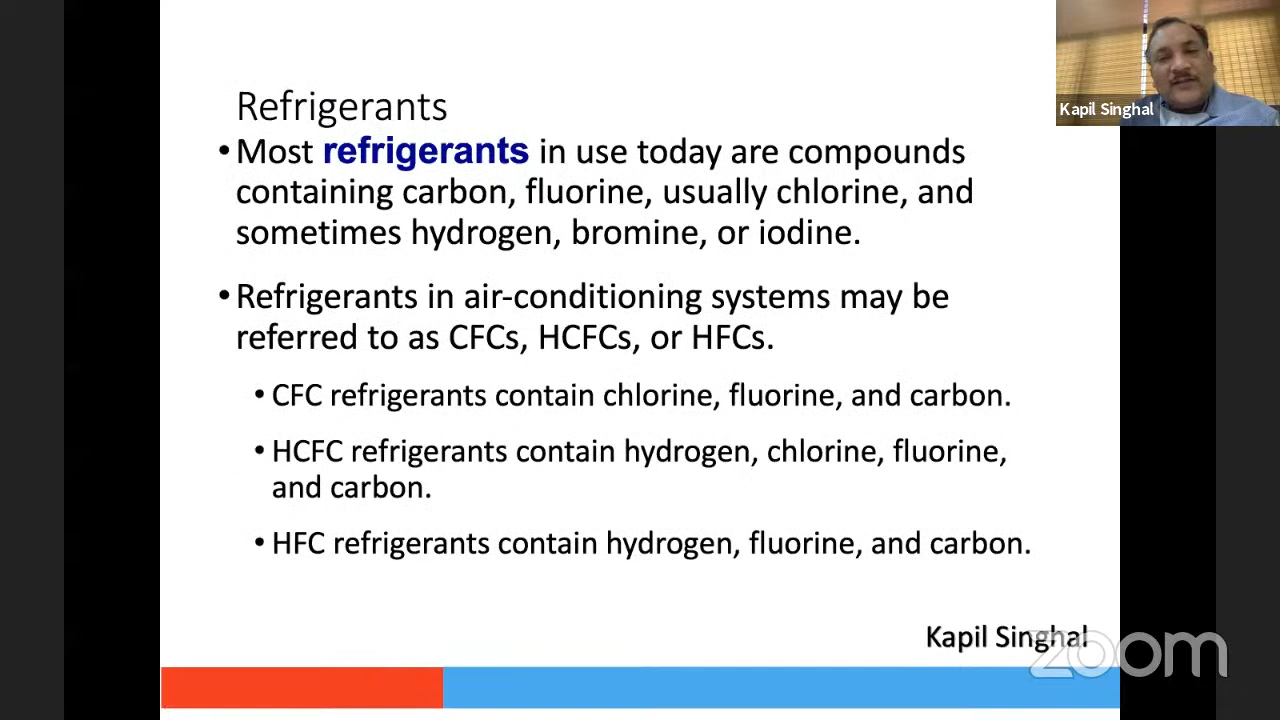 Refrigerants
• Most refrigerants in use today are compounds
containing carbon, fluorine, usually chlorine, and
sometimes hydrogen, bromine, or iodine.
• Refrigerants in air-conditioning systems may be
referred to as CFCs, HCFCs, or HFCs.
• CFC refrigerants contain chlorine, fluorine, and carbon.
• HCFC refrigerants contain hydrogen, chlorine, fluorine,
and carbon.
• HFC refrigerants contain hydrogen, fluorine, and carbon.
Kapil Singhal
Kapil Singhal
zoom